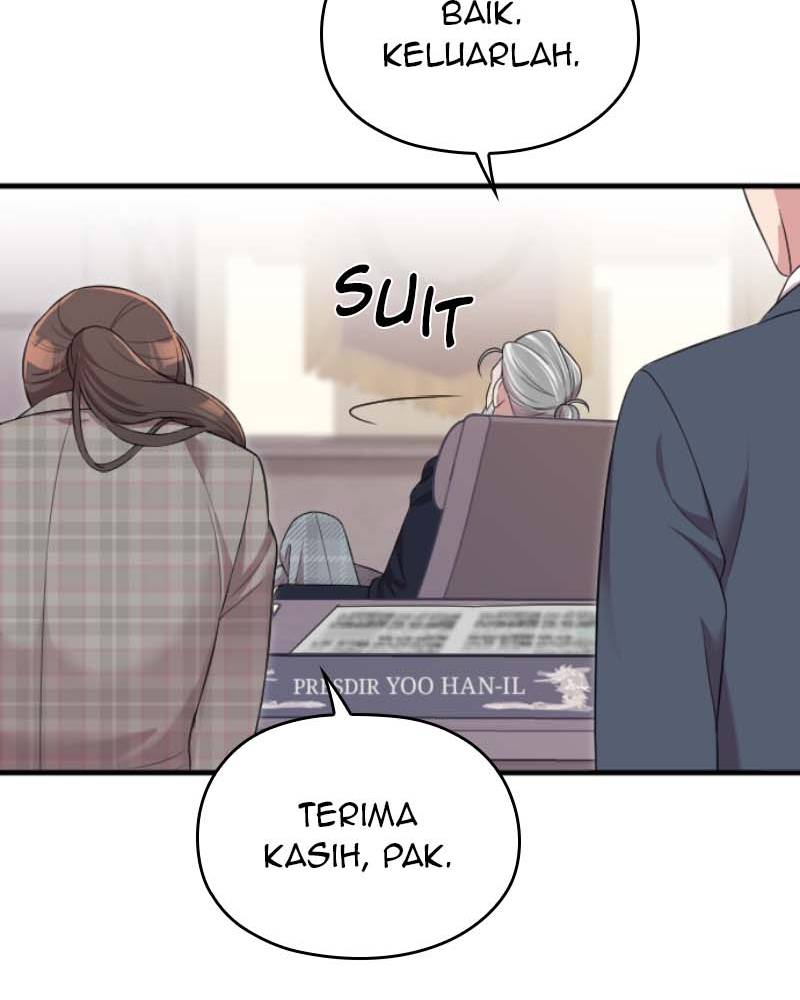 BAIK.
KELUARLAH.
SUIT
PRESDIR YOO HAN-IL
TERIMA
KASIH, PAK.